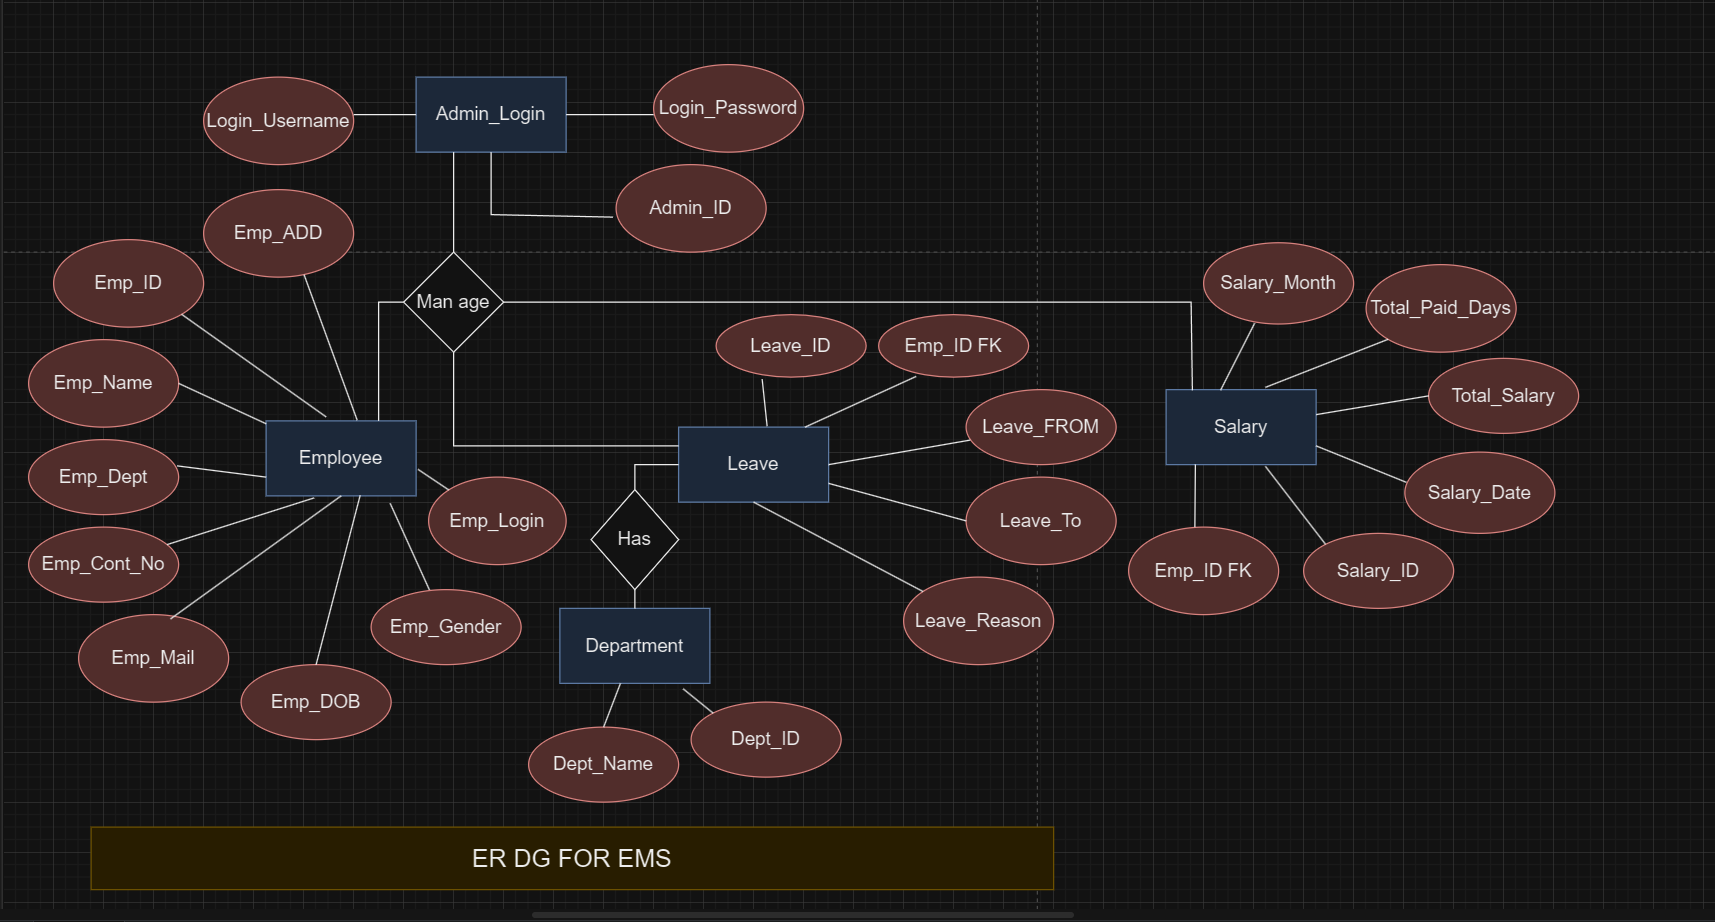 Login_Username
Admin_Login
Login_Password
Admin_ID
Emp_ADD
Emp_ID
Man age
Salary_Month
Total_Paid_Days
Leave_ID
Emp_ID FK
Emp_Name
Total_Salary
Leave_FROM
Salary
Employee
Leave
Emp_Dept
Salary_Date
Emp_Login
Leave_To
Has
Emp_Cont_No
Emp_ID FK
Salary_ID
Emp_Gender
Leave_Reason
Department
Emp_Mail
Emp_DOB
Dept_ID
Dept_Name
ER DG FOR EMS